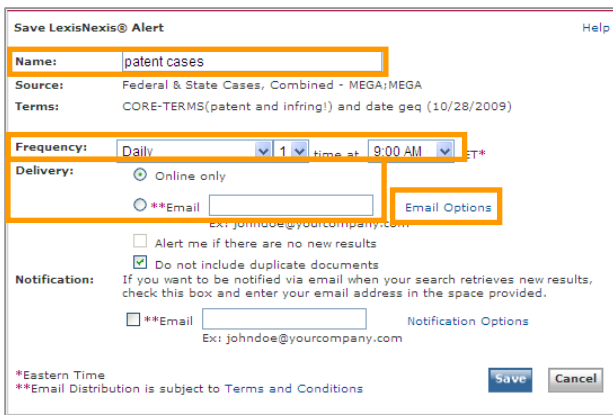 Save LexisNexis® Alert Help
Name: patent cases
Source: Federal & State Cases, Combined - MEGA;MEGA
Terms: CORE-TERMS(patent and infring!) and date geq (10/28/2009)
Frequency: Daily 1 time at 9:00 AM ET*
Delivery: Online only
**Email Email Options
Ex: johndoe@yourcompany.com
Alert me if there are no new results
Do not include duplicate documents
Notification: If you want to be notified via email when your search retrieves new results,
check this box and enter your email address in the space provided.
**Email Notification Options
Ex: johndoe@yourcompany.com
*Eastern Time
**Email Distribution is subject to Terms and Conditions
Save Cancel